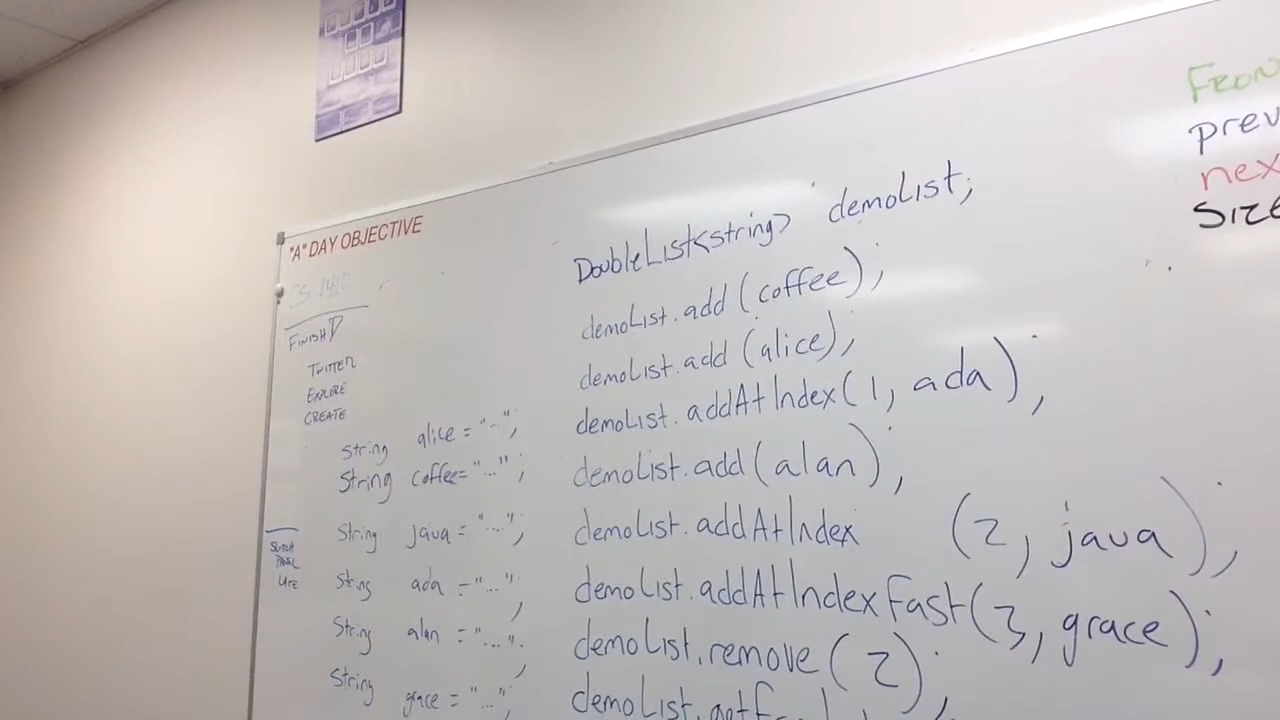 "A" DAY OBJECTIVE
CS 1410
FINISH D
TWITTER
EXPLORE
CREATE
String alice = "...";
String coffee= "...";
String java = "...";
String ada = "...";
String alan = "...";
String grace = "...";
DoubleList<string> demoList;
demoList.add(coffee);
demoList.add(alice);
demoList.addAtIndex(1, ada);
demoList.add(alan);
demoList.addAtIndex (2, java);
demoList.addAtIndexFast(3, grace);
demoList.remove(2);
FRON
prev
nex
SIZE